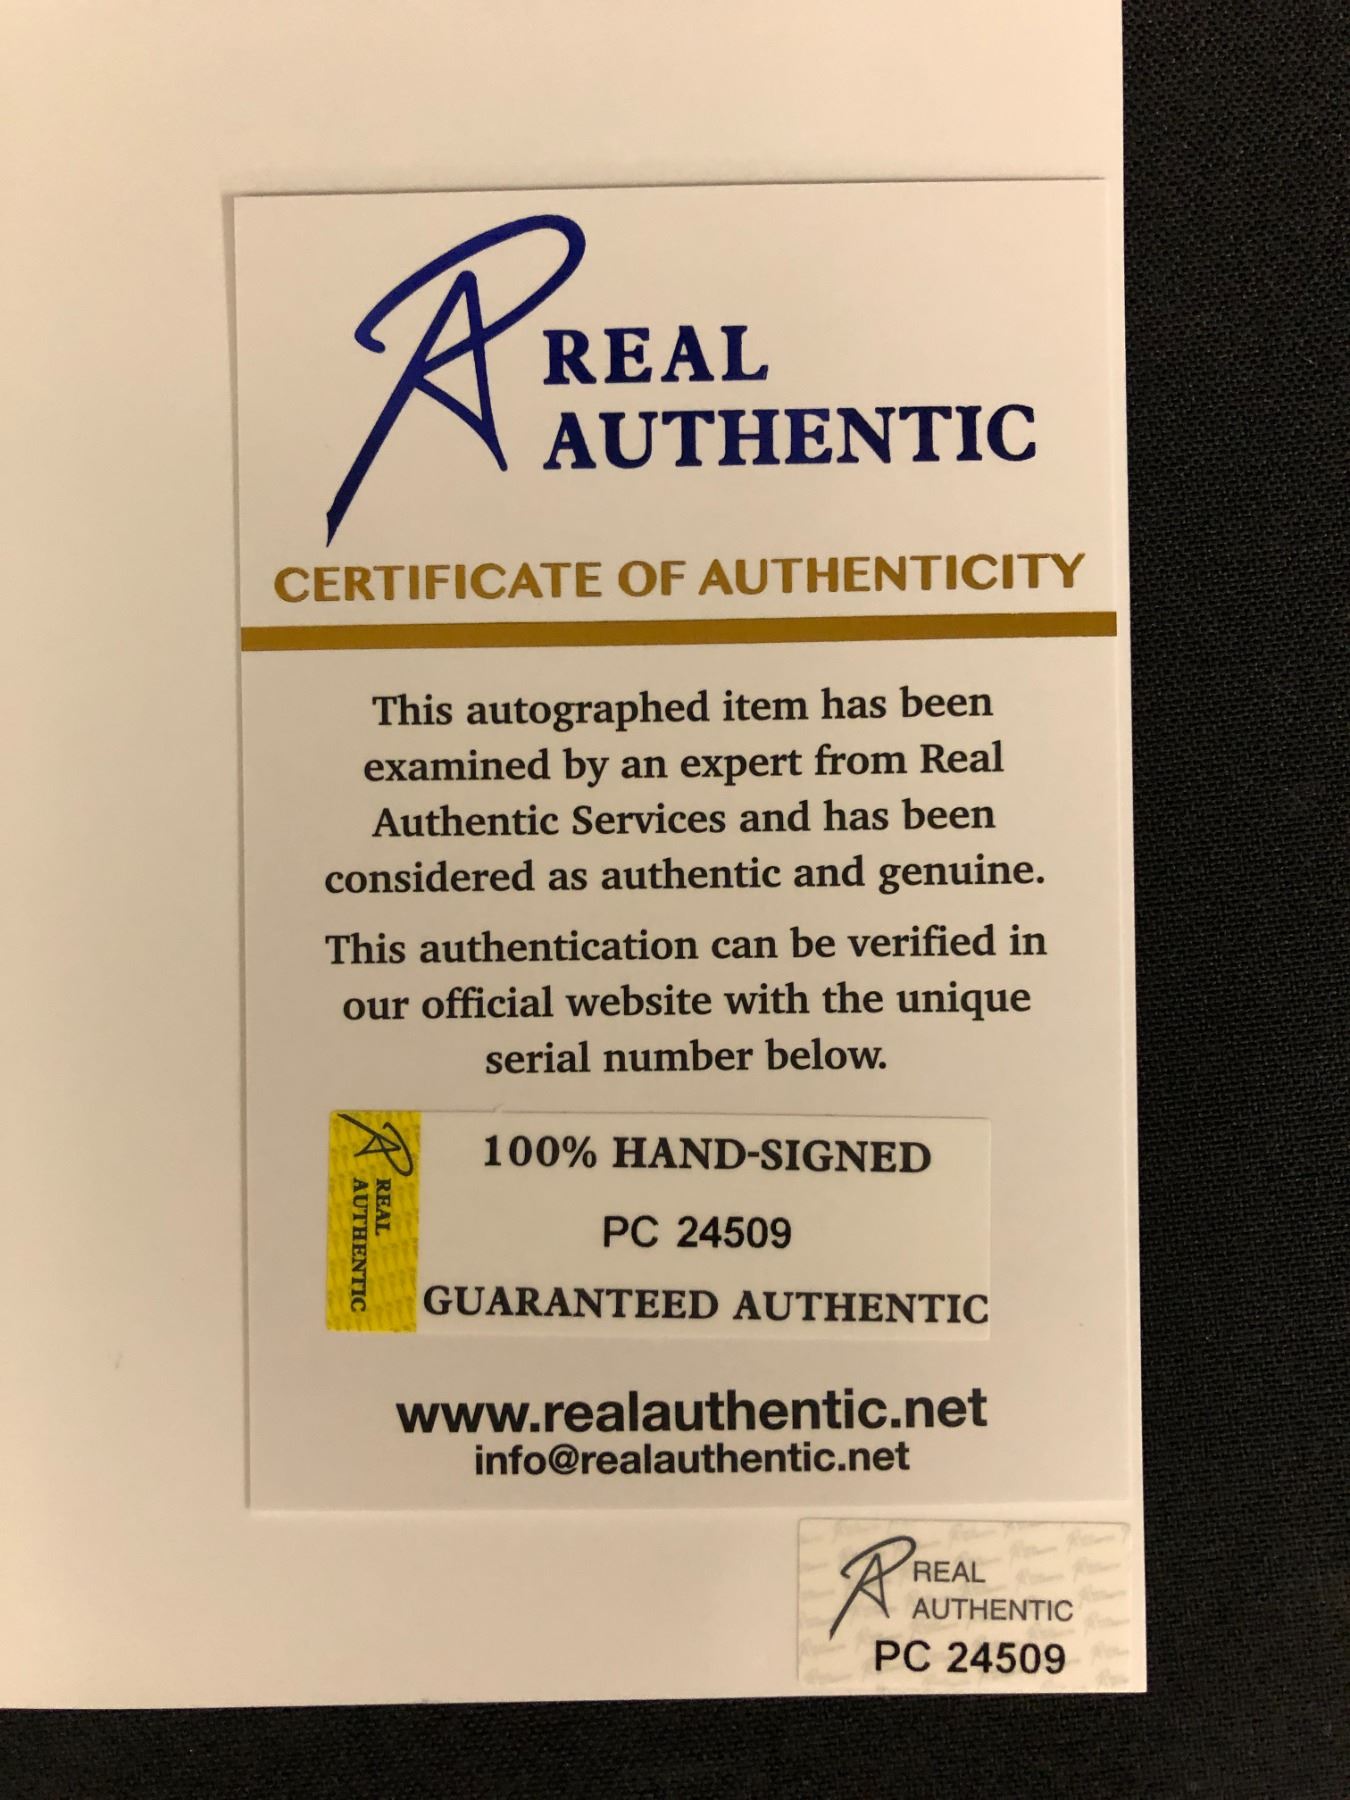 REAL
AUTHENTIC
CERTIFICATE OF AUTHENTICITY
This autographed item has been
examined by an expert from Real
Authentic Services and has been
considered as authentic and genuine.
This authentication can be verified in
our official website with the unique
serial number below.
REAL
AUTHENTIC
100% HAND-SIGNED
PC 24509
GUARANTEED AUTHENTIC
www.realauthentic.net
info@realauthentic.net
REAL
AUTHENTIC
PC 24509